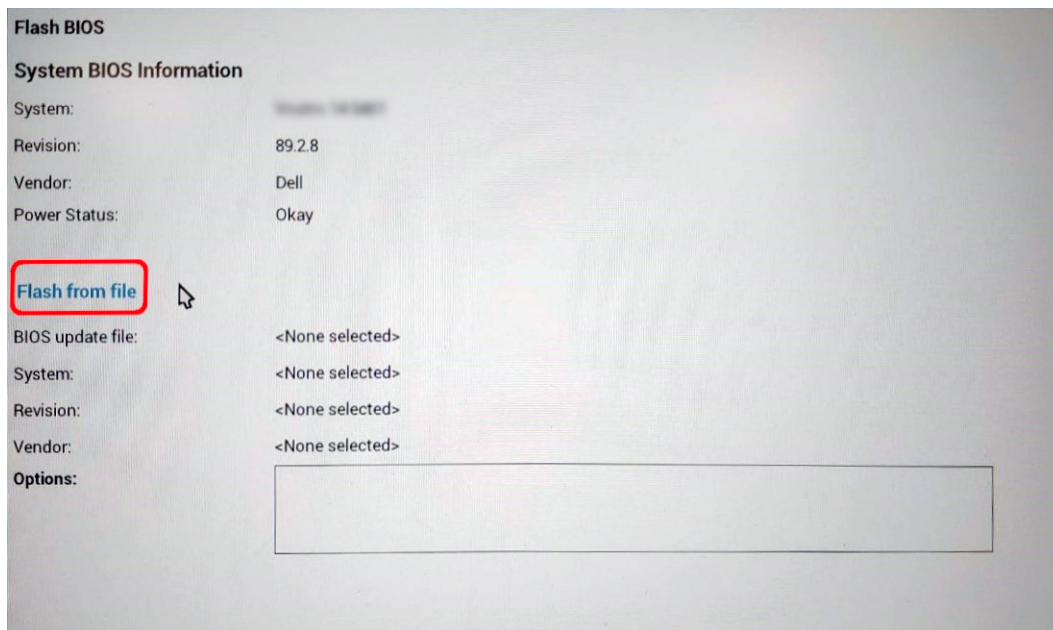 Flash BIOS
System BIOS Information
System:
Revision: 89.2.8
Vendor: Dell
Power Status: Okay
Flash from file
BIOS update file: <None selected>
System: <None selected>
Revision: <None selected>
Vendor: <None selected>
Options: